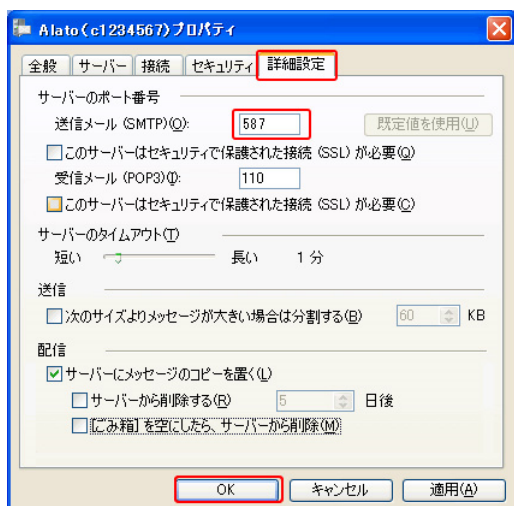 Alato(c1234567)プロパティ
全般 サーバー 接続 セキュリティ 詳細設定
サーバーのポート番号
送信メール (SMTP)(O): 587 既定値を使用(U)
このサーバーはセキュリティで保護された接続 (SSL) が必要(Q)
受信メール (POP3)(I): 110
このサーバーはセキュリティで保護された接続 (SSL) が必要(C)
サーバーのタイムアウト(T)
短い 長い 1 分
送信
次のサイズよりメッセージが大きい場合は分割する(B) 60 KB
配信
サーバーにメッセージのコピーを置く(L)
サーバーから削除する(R) 5 日後
[ごみ箱] を空にしたら、サーバーから削除(M)
OK キャンセル 適用(A)